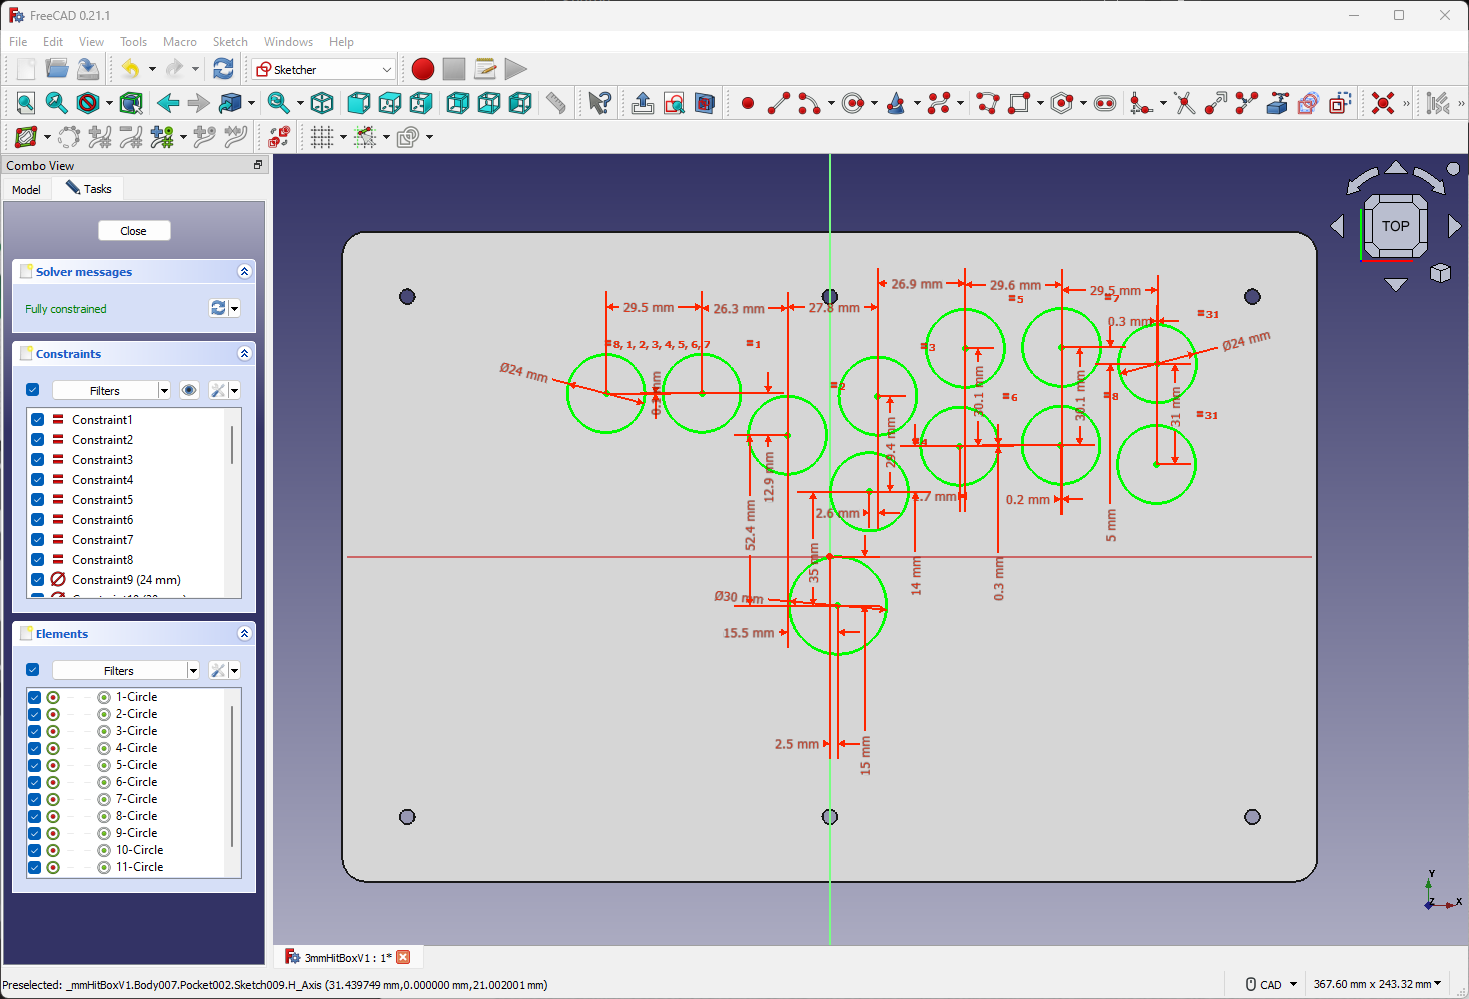 FreeCAD 0.21.1
File Edit View Tools Macro Sketch Windows Help
Sketcher
Combo View
Model Tasks
Close
Solver messages
Fully constrained
Constraints
Filters
Constraint1
Constraint2
Constraint3
Constraint4
Constraint5
Constraint6
Constraint7
Constraint8
Constraint9 (24 mm)
Elements
Filters
1-Circle
2-Circle
3-Circle
4-Circle
5-Circle
6-Circle
7-Circle
8-Circle
9-Circle
10-Circle
11-Circle
TOP
26.9 mm
29.6 mm
29.5 mm
5
7
29.5 mm
26.3 mm
27.8 mm
0.3 mm
31
8, 1, 2, 3, 4, 5, 6, 7
1
3
Ø24 mm
Ø24 mm
2
6
8
30.1 mm
30.1 mm
31 mm
31
29.4 mm
12.9 mm
52.4 mm
2.6 mm
0.2 mm
5 mm
35 mm
14 mm
0.3 mm
Ø30 mm
15.5 mm
2.5 mm
15 mm
Y
Z
X
3mmHitBoxV1 : 1*
Preselected: _mmHitBoxV1.Body007.Pocket002.Sketch009.H_Axis (31.439749 mm,0.000000 mm,21.002001 mm)
CAD
367.60 mm x 243.32 mm